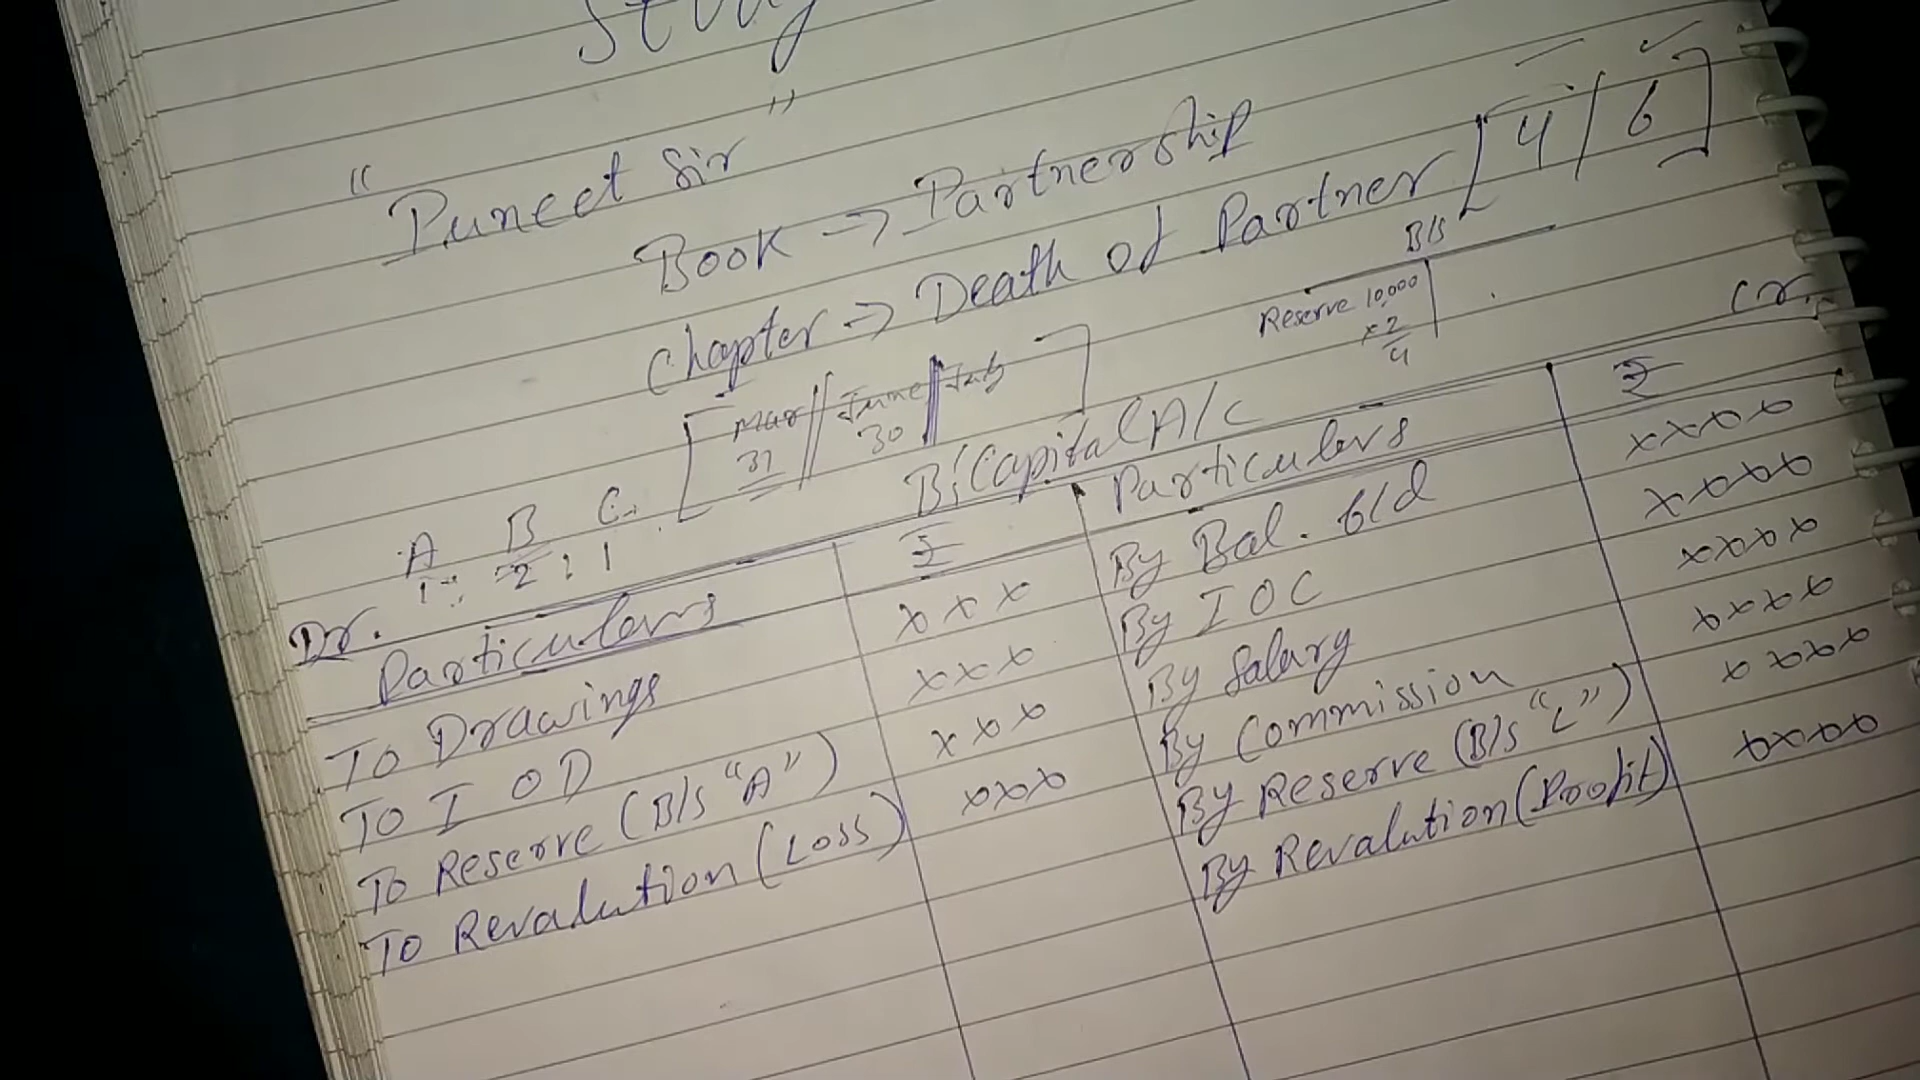 Study
"Puneet Sir"
Book → Partnership
Chapter → Death of Partner [4/6]
B/S
Reserve 10,000
×2
4
[Mar // June // July]
31 30
A B C
1 : 2 : 1
B's Capital A/c
Dr. Cr.
Particulars ₹ Particulars ₹
To Drawings xxx By Bal. b/d xxxx
To I O D xxx By I O C xxxx
To Reserve (B/s "A") xxx By Salary xxxx
To Revalution (Loss) xxx By Commission xxxx
By Reserve (B/s "L") xxxx
By Revalution (Profit) xxxx